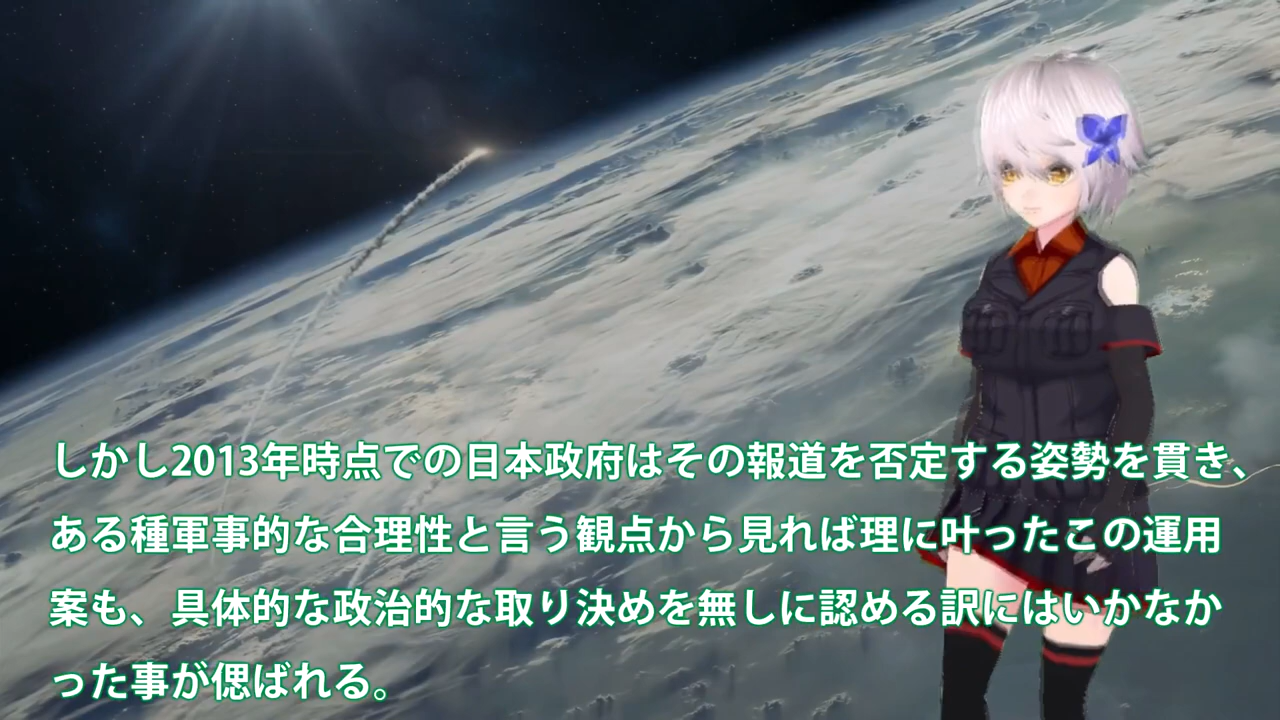 しかし2013年時点での日本政府はその報道を否定する姿勢を貫き、
ある種軍事的な合理性と言う観点から見れば理に叶ったこの運用
案も、具体的な政治的な取り決めを無しに認める訳にはいかなか
った事が偲ばれる。